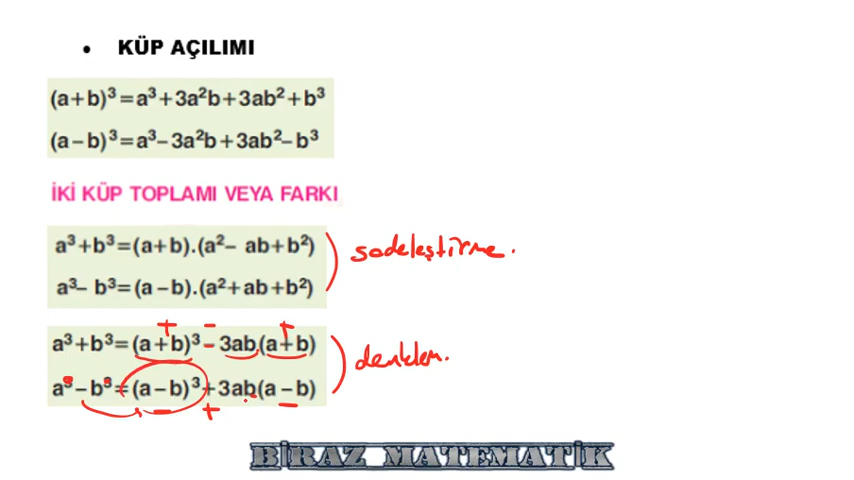 • KÜP AÇILIMI
(a+b)³=a³+3a²b+3ab²+b³
(a−b)³=a³−3a²b+3ab²−b³
İKİ KÜP TOPLAMI VEYA FARKI
a³+b³=(a+b).(a²− ab+b²)
sadeleştirme.
a³− b³=(a−b).(a²+ab+b²)
+ − +
a³+b³=(a+b)³−3ab(a+b)
denklem.
a³−b³=(a−b)³+3ab(a−b)
− + −
BİRAZ MATEMATİK